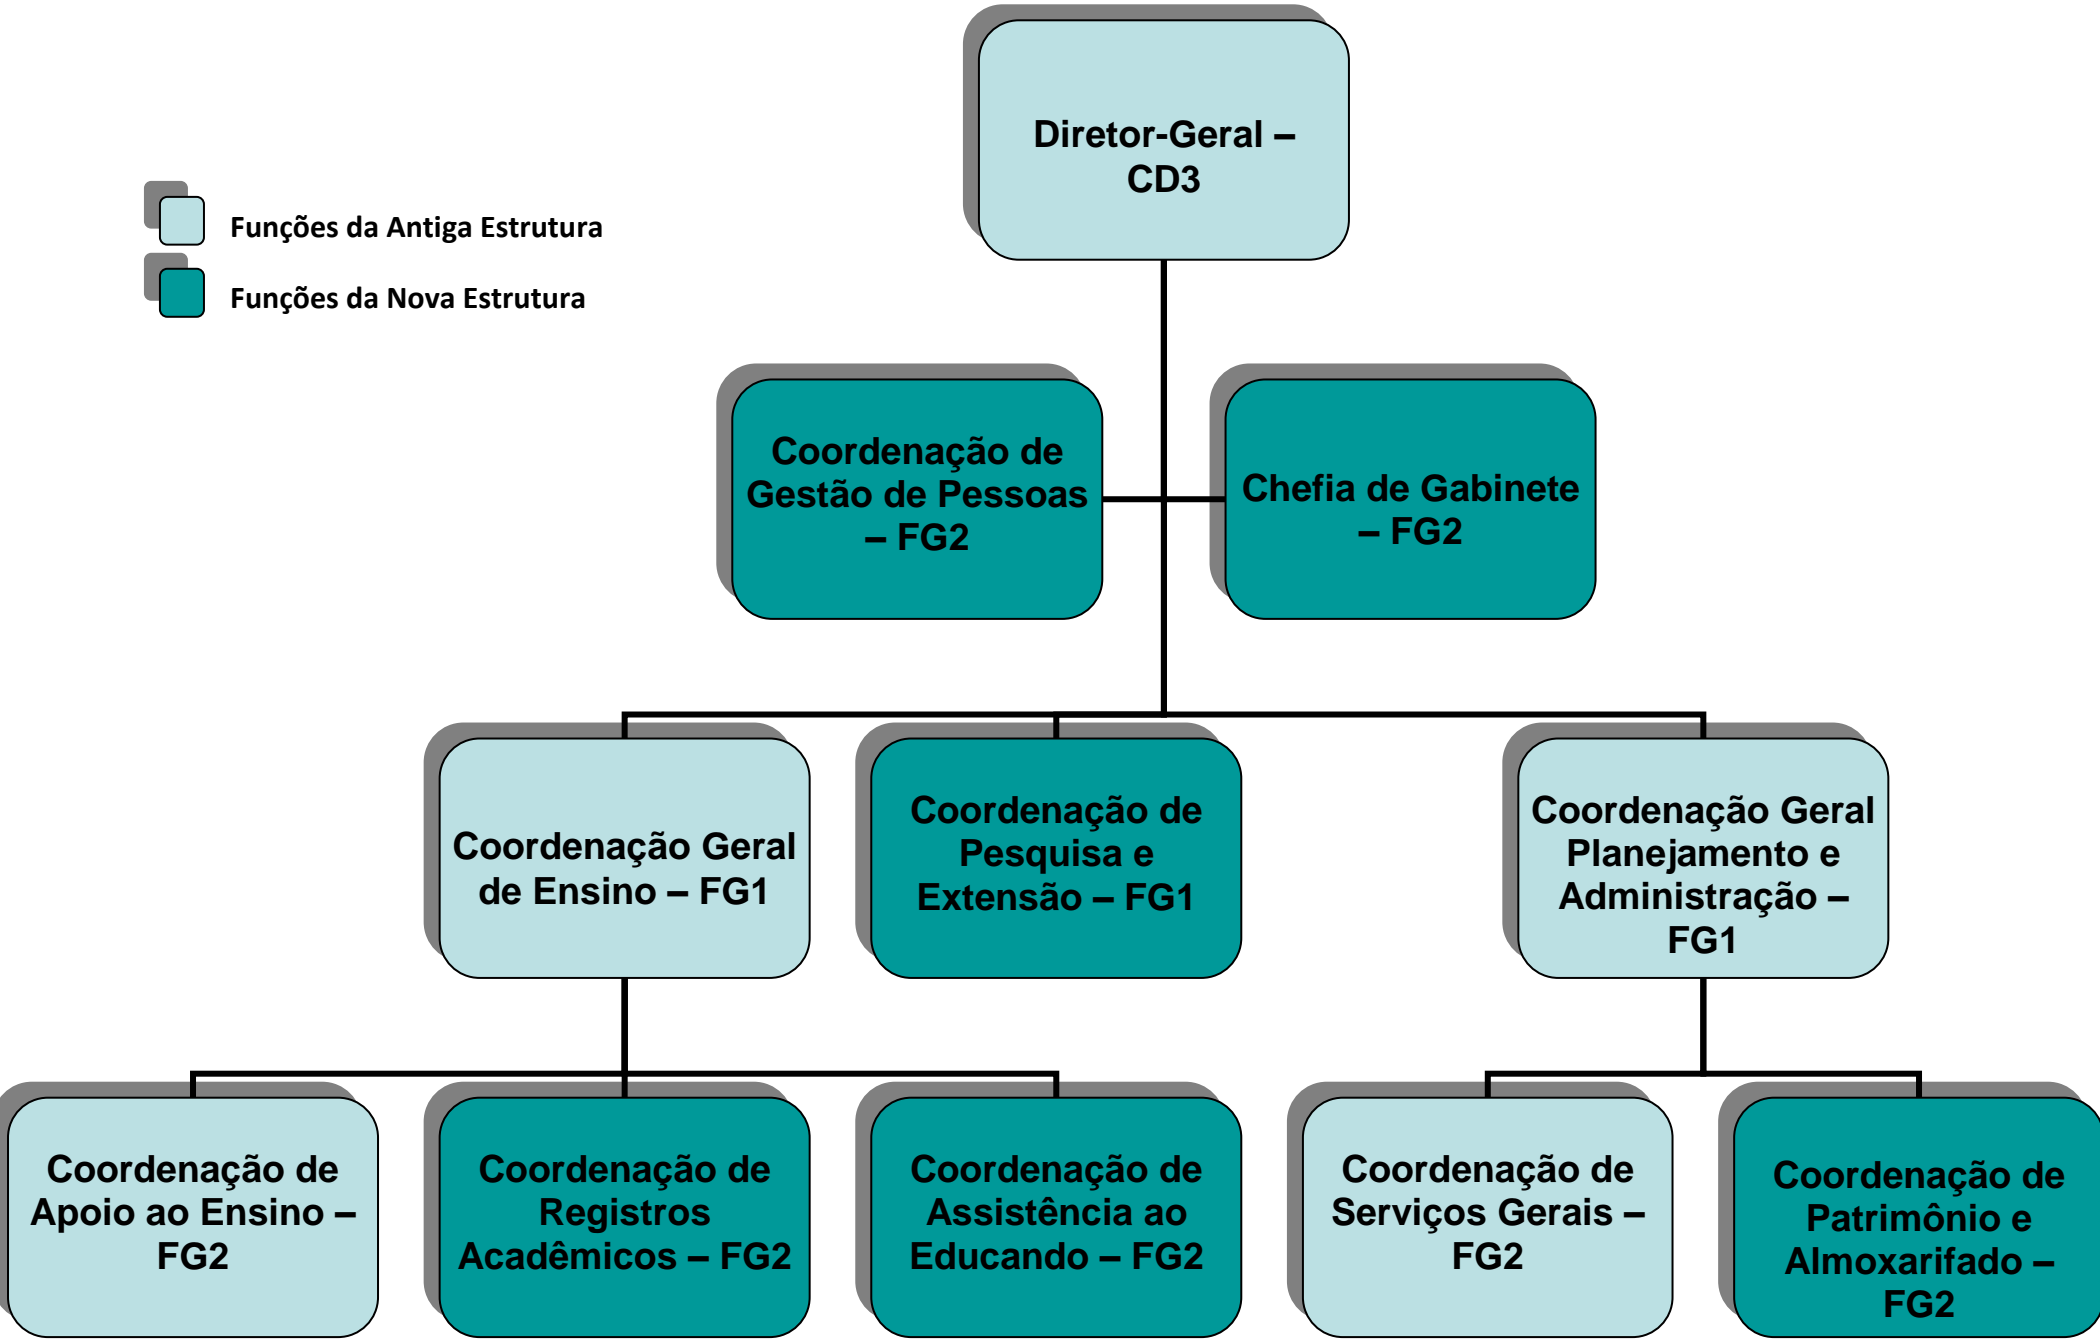 Diretor-Geral –
CD3
Funções da Antiga Estrutura
Funções da Nova Estrutura
Coordenação de
Gestão de Pessoas
– FG2
Chefia de Gabinete
– FG2
Coordenação Geral
de Ensino – FG1
Coordenação de
Pesquisa e
Extensão – FG1
Coordenação Geral
Planejamento e
Administração –
FG1
Coordenação de
Apoio ao Ensino –
FG2
Coordenação de
Registros
Acadêmicos – FG2
Coordenação de
Assistência ao
Educando – FG2
Coordenação de
Serviços Gerais –
FG2
Coordenação de
Patrimônio e
Almoxarifado –
FG2